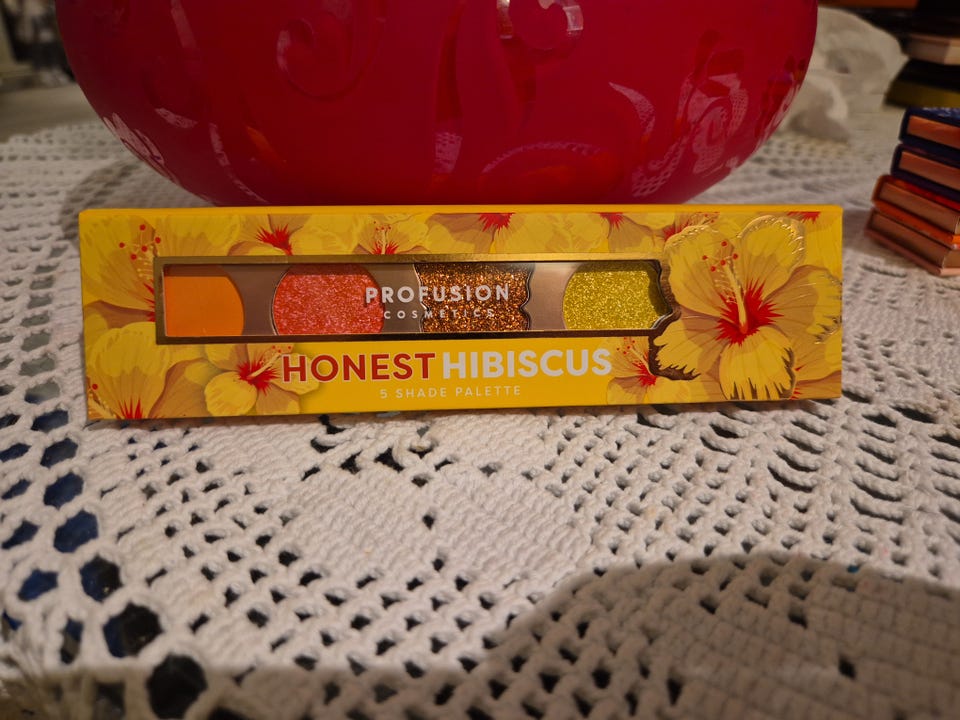 PROFUSION
COSMETICS
HONEST HIBISCUS
5 SHADE PALETTE